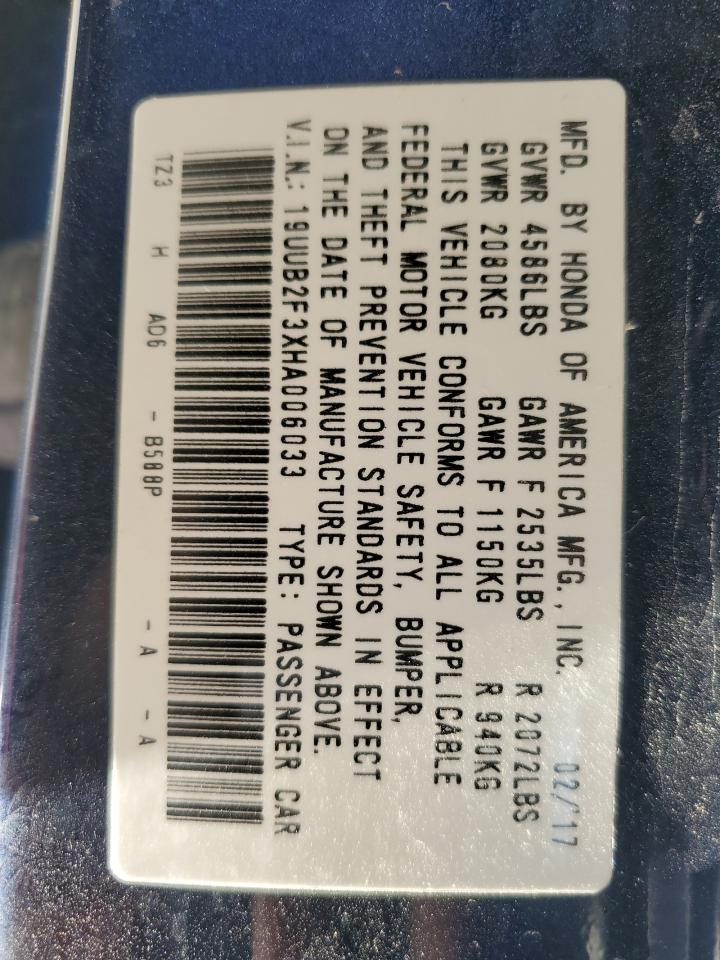 MFD. BY HONDA OF AMERICA MFG., INC. 02/'17
GVWR 4586LBS GAWR F 2535LBS R 2072LBS
GVWR 2080KG GAWR F 1150KG R 940KG
THIS VEHICLE CONFORMS TO ALL APPLICABLE
FEDERAL MOTOR VEHICLE SAFETY, BUMPER,
AND THEFT PREVENTION STANDARDS IN EFFECT
ON THE DATE OF MANUFACTURE SHOWN ABOVE.
V.I.N.: 19UUB2F3XHA006033 TYPE: PASSENGER CAR
TZ3 H AD6 - B588P - A - A